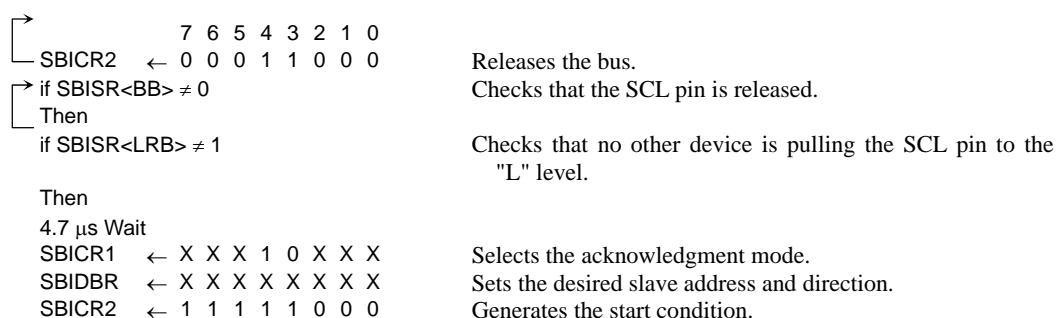 7 6 5 4 3 2 1 0
SBICR2 ← 0 0 0 1 1 0 0 0 Releases the bus.
if SBISR<BB> ≠ 0 Checks that the SCL pin is released.
Then
if SBISR<LRB> ≠ 1 Checks that no other device is pulling the SCL pin to the
"L" level.
Then
4.7 μs Wait
SBICR1 ← X X X 1 0 X X X Selects the acknowledgment mode.
SBIDBR ← X X X X X X X X Sets the desired slave address and direction.
SBICR2 ← 1 1 1 1 1 0 0 0 Generates the start condition.